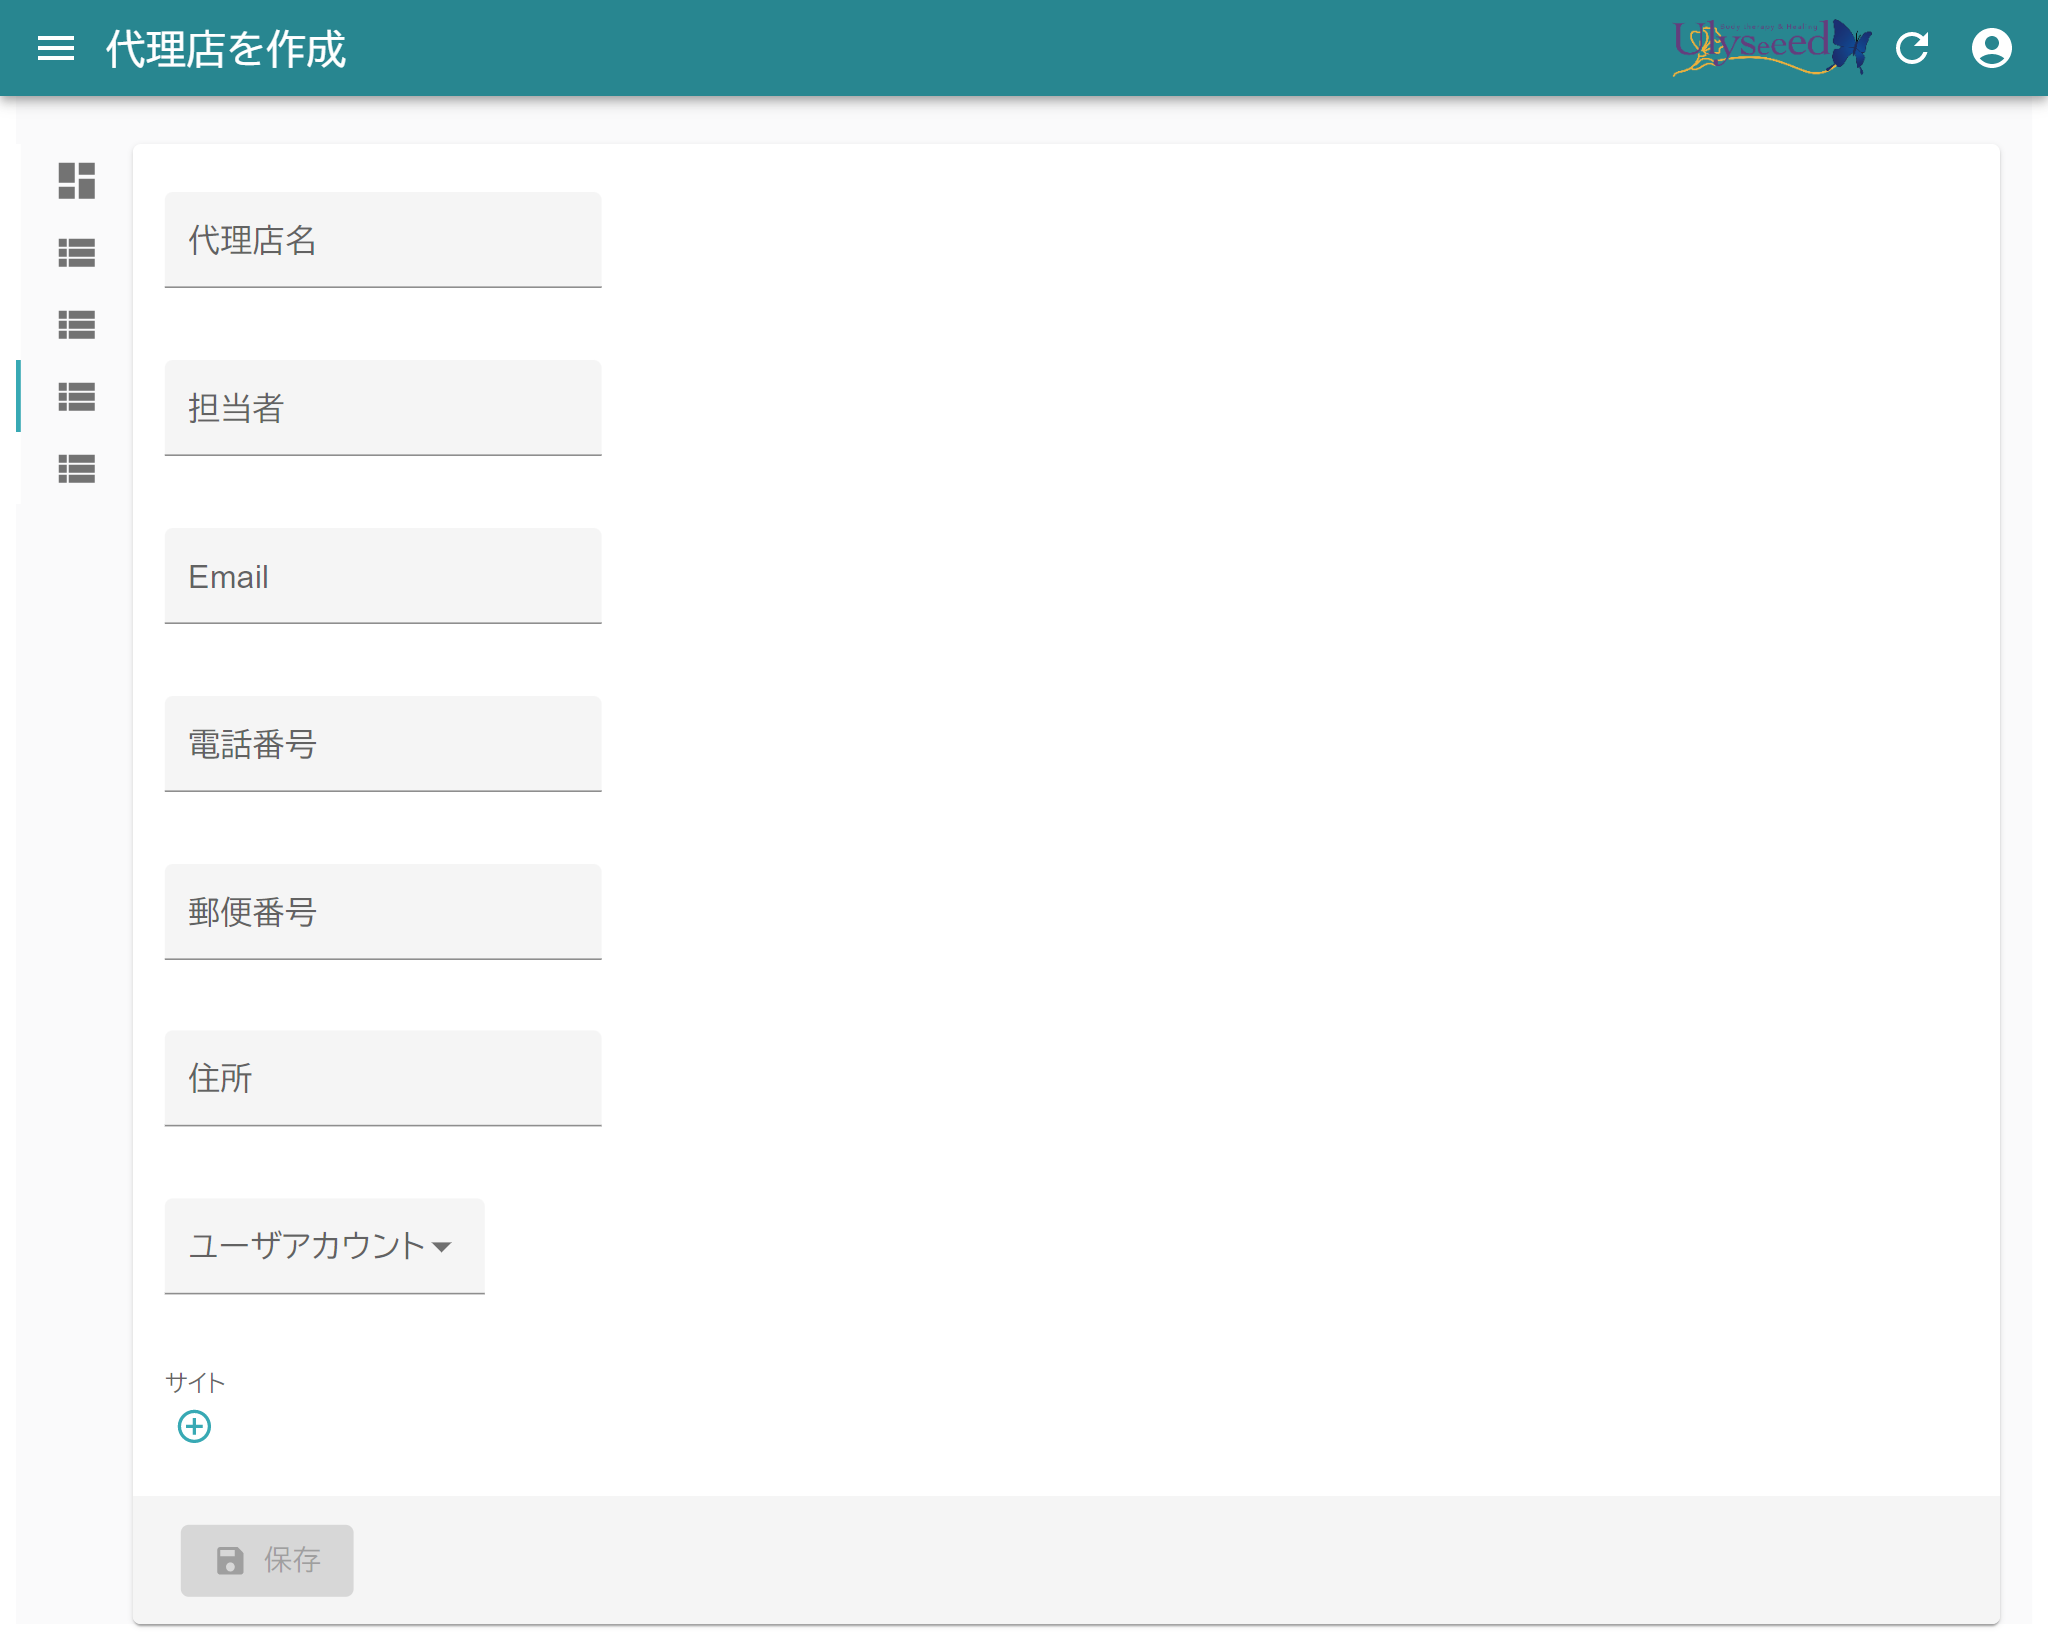 代理店を作成
Ulyseeed
代理店名
担当者
Email
電話番号
郵便番号
住所
ユーザアカウント
サイト
保存